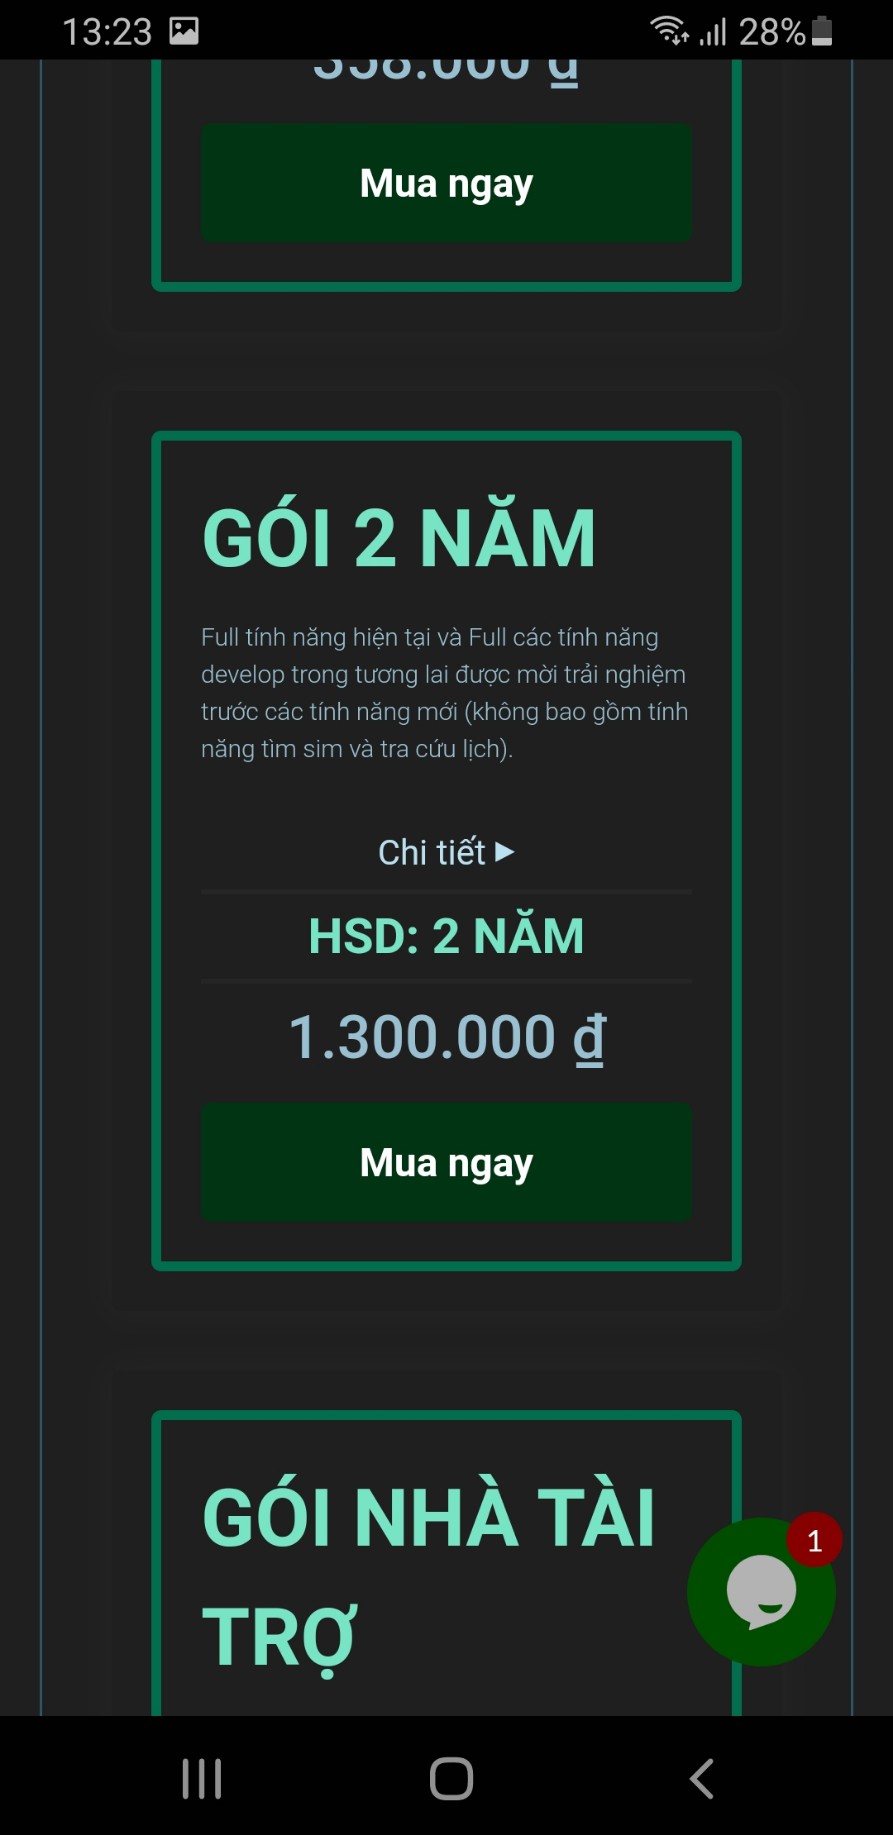 13:23
28%
358.000 ₫
Mua ngay
GÓI 2 NĂM
Full tính năng hiện tại và Full các tính năng
develop trong tương lai được mời trải nghiệm
trước các tính năng mới (không bao gồm tính
năng tìm sim và tra cứu lịch).
Chi tiết ▶
HSD: 2 NĂM
1.300.000 ₫
Mua ngay
GÓI NHÀ TÀI
TRỢ
1